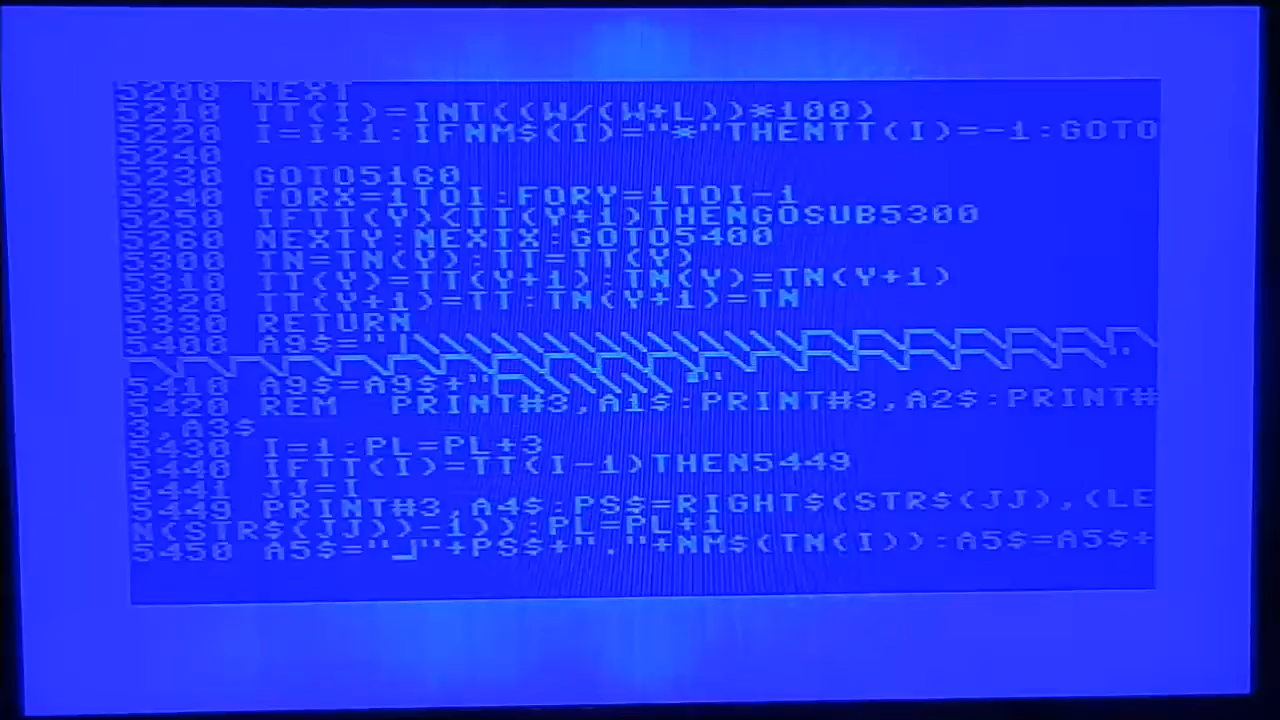 5200 NEXT
5210 TT(I)=INT((W/(W+L))*100)
5220 I=I+1:IFNM$(I)="*"THENTT(I)=-1:GOTO
5240
5230 GOTO5160
5240 FORX=1TOI:FORY=1TOI-1
5250 IFTT(Y)<TT(Y+1)THENGOSUB5300
5260 NEXTY:NEXTX:GOTO5400
5300 TN=TN(Y):TT=TT(Y)
5310 TT(Y)=TT(Y+1):TN(Y)=TN(Y+1)
5320 TT(Y+1)=TT:TN(Y+1)=TN
5330 RETURN
5400 A9$="
"
5410 A9$=A9$+" "
5420 REM PRINT#3,A1$:PRINT#3,A2$:PRINT#
3,A3$
5430 I=1:PL=PL+3
5440 IFTT(I)=TT(I-1)THEN5449
5441 JJ=I
5449 PRINT#3,A4$:PS$=RIGHT$(STR$(JJ),(LE
N(STR$(JJ))-1)):PL=PL+1
5450 A5$="┘"+PS$+"."+NM$(TN(I)):A5$=A5$+